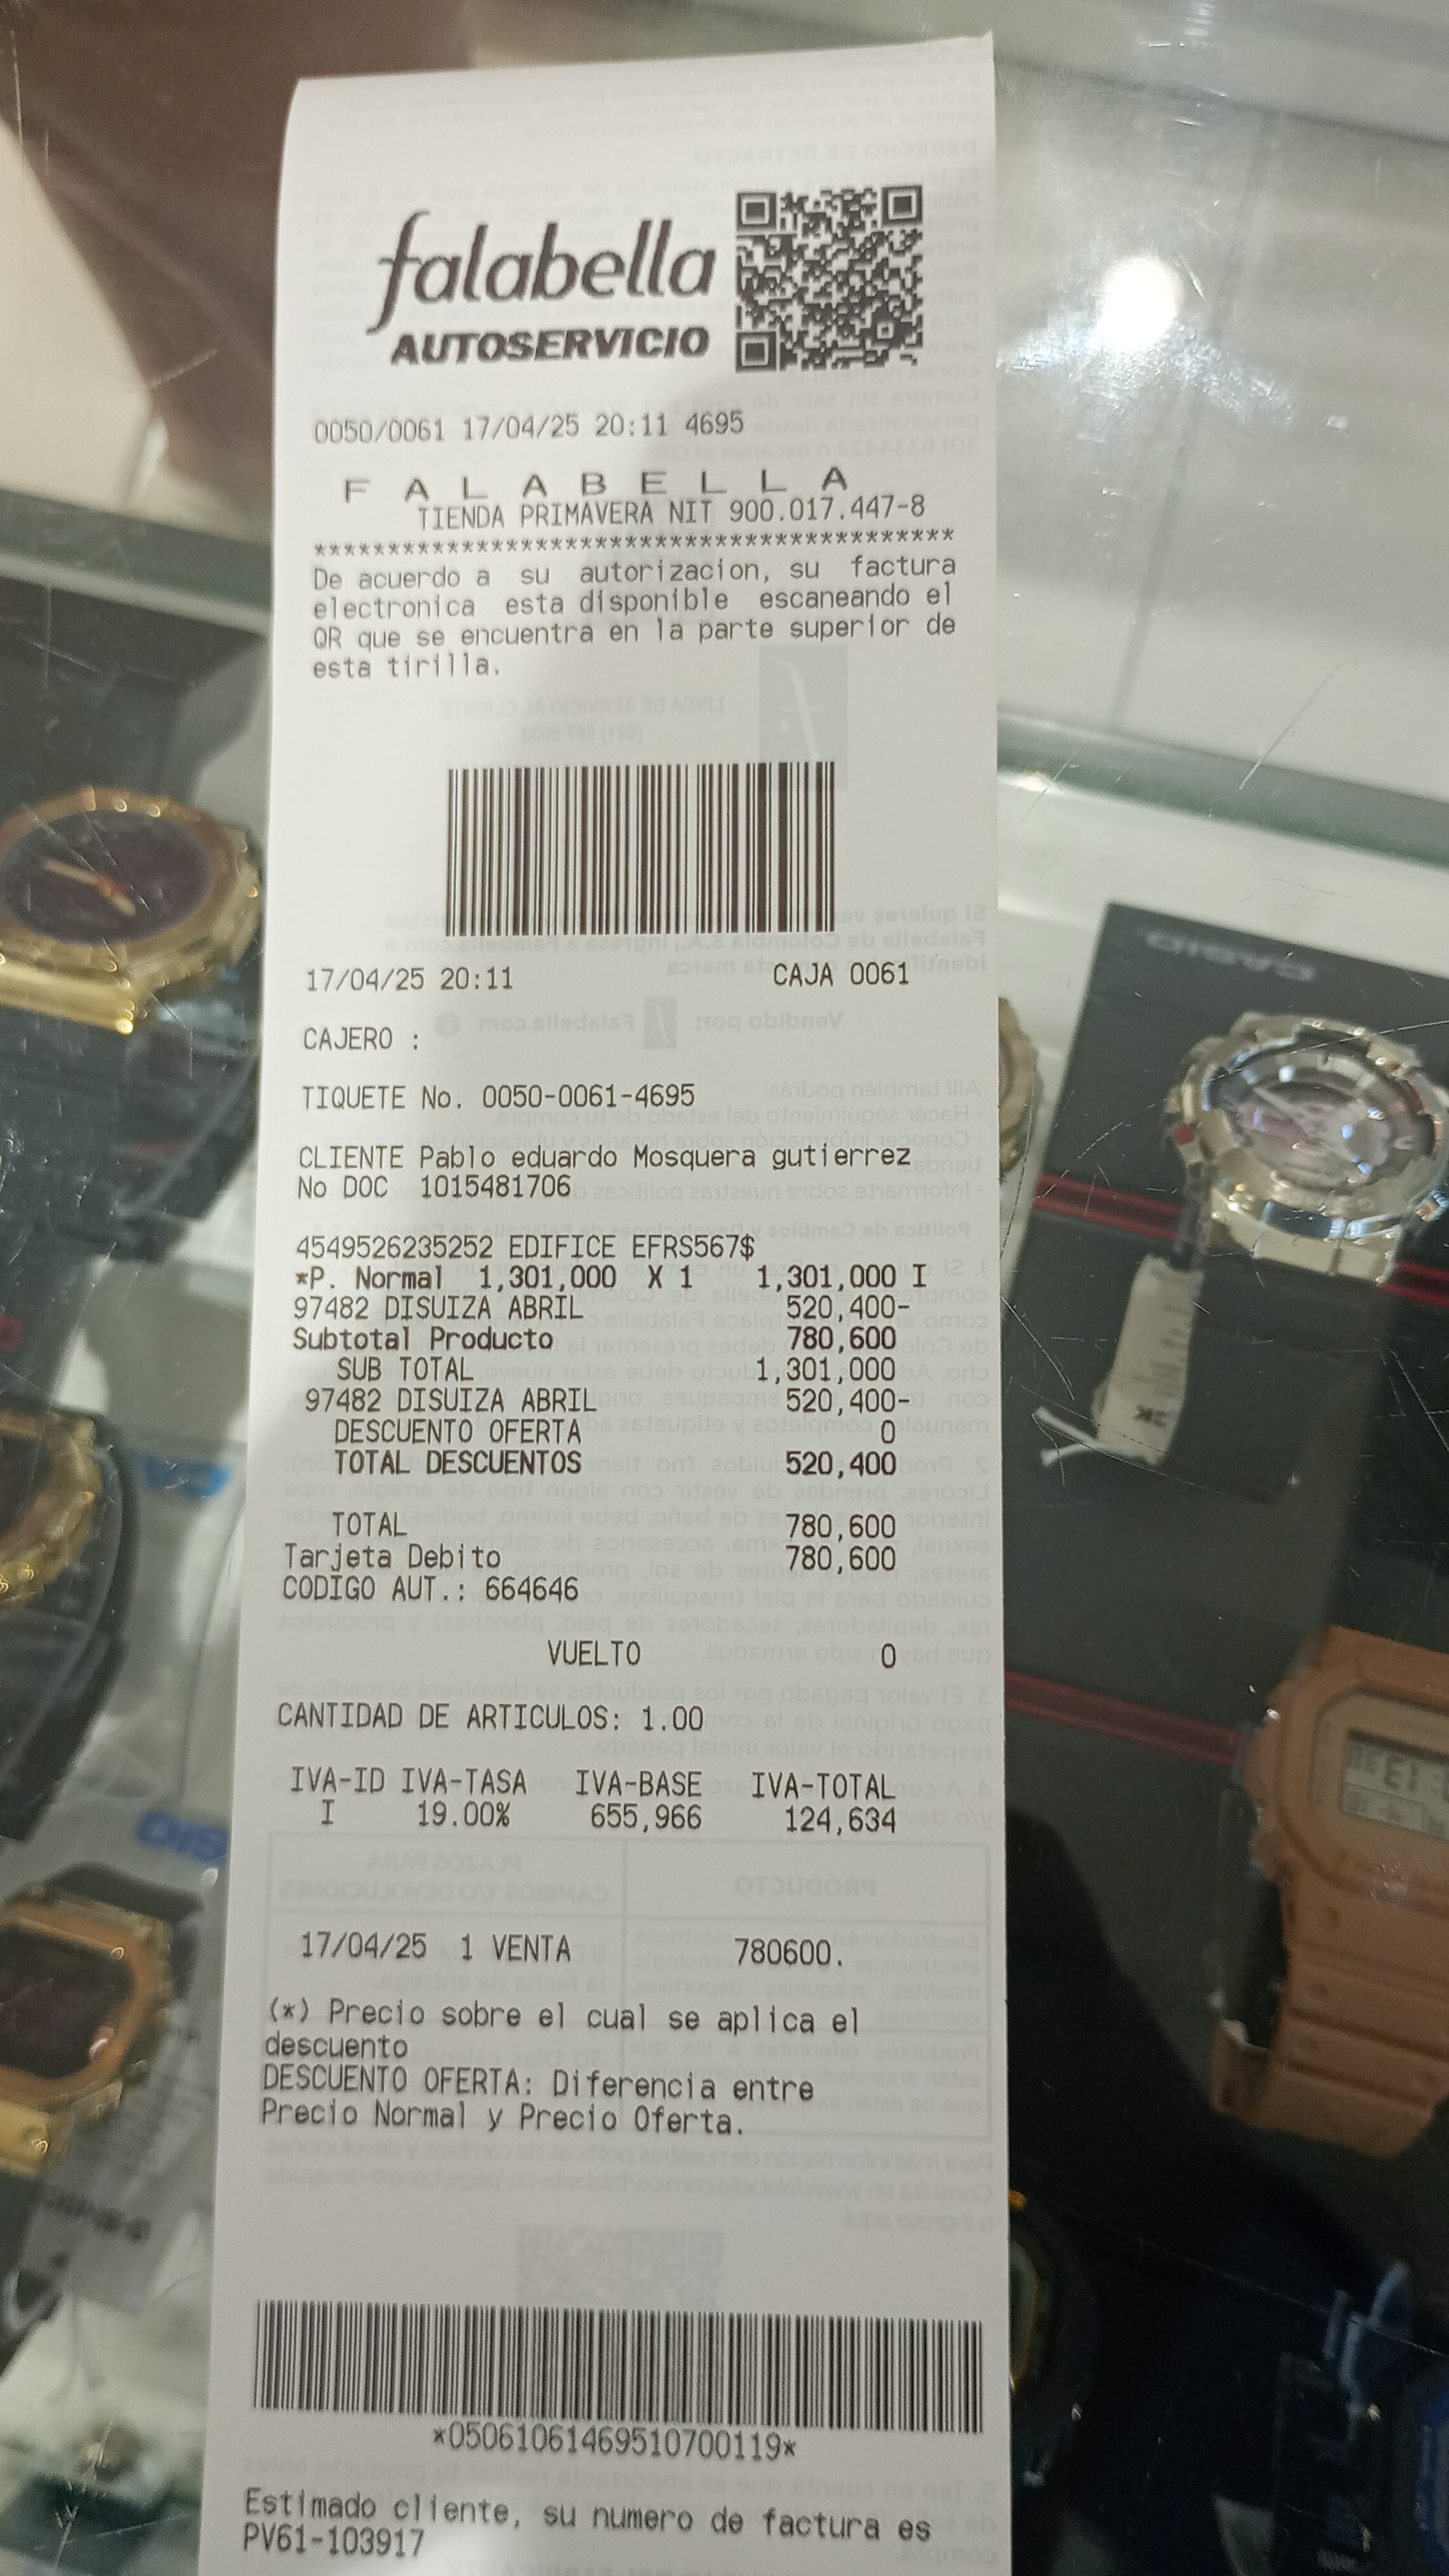 falabella
AUTOSERVICIO
0050/0061 17/04/25 20:11 4695
F A L A B E L L A
TIENDA PRIMAVERA NIT 900.017.447-8
*******************************************
De acuerdo a su autorizacion, su factura
electronica esta disponible escaneando el
QR que se encuentra en la parte superior de
esta tirilla.
17/04/25 20:11 CAJA 0061
CAJERO :
TIQUETE No. 0050-0061-4695
CLIENTE Pablo eduardo Mosquera gutierrez
No DOC 1015481706
4549526235252 EDIFICE EFRS567$
*P. Normal 1,301,000 X 1 1,301,000 I
97482 DISUIZA ABRIL 520,400-
Subtotal Producto 780,600
SUB TOTAL 1,301,000
97482 DISUIZA ABRIL 520,400-
DESCUENTO OFERTA 0
TOTAL DESCUENTOS 520,400
TOTAL 780,600
Tarjeta Debito 780,600
CODIGO AUT.: 664646
VUELTO 0
CANTIDAD DE ARTICULOS: 1.00
IVA-ID IVA-TASA IVA-BASE IVA-TOTAL
I 19.00% 655,966 124,634
17/04/25 1 VENTA 780600.
(*) Precio sobre el cual se aplica el
descuento
DESCUENTO OFERTA: Diferencia entre
Precio Normal y Precio Oferta.
*05061061469510700119*
Estimado cliente, su numero de factura es
PV61-103917
CASIO